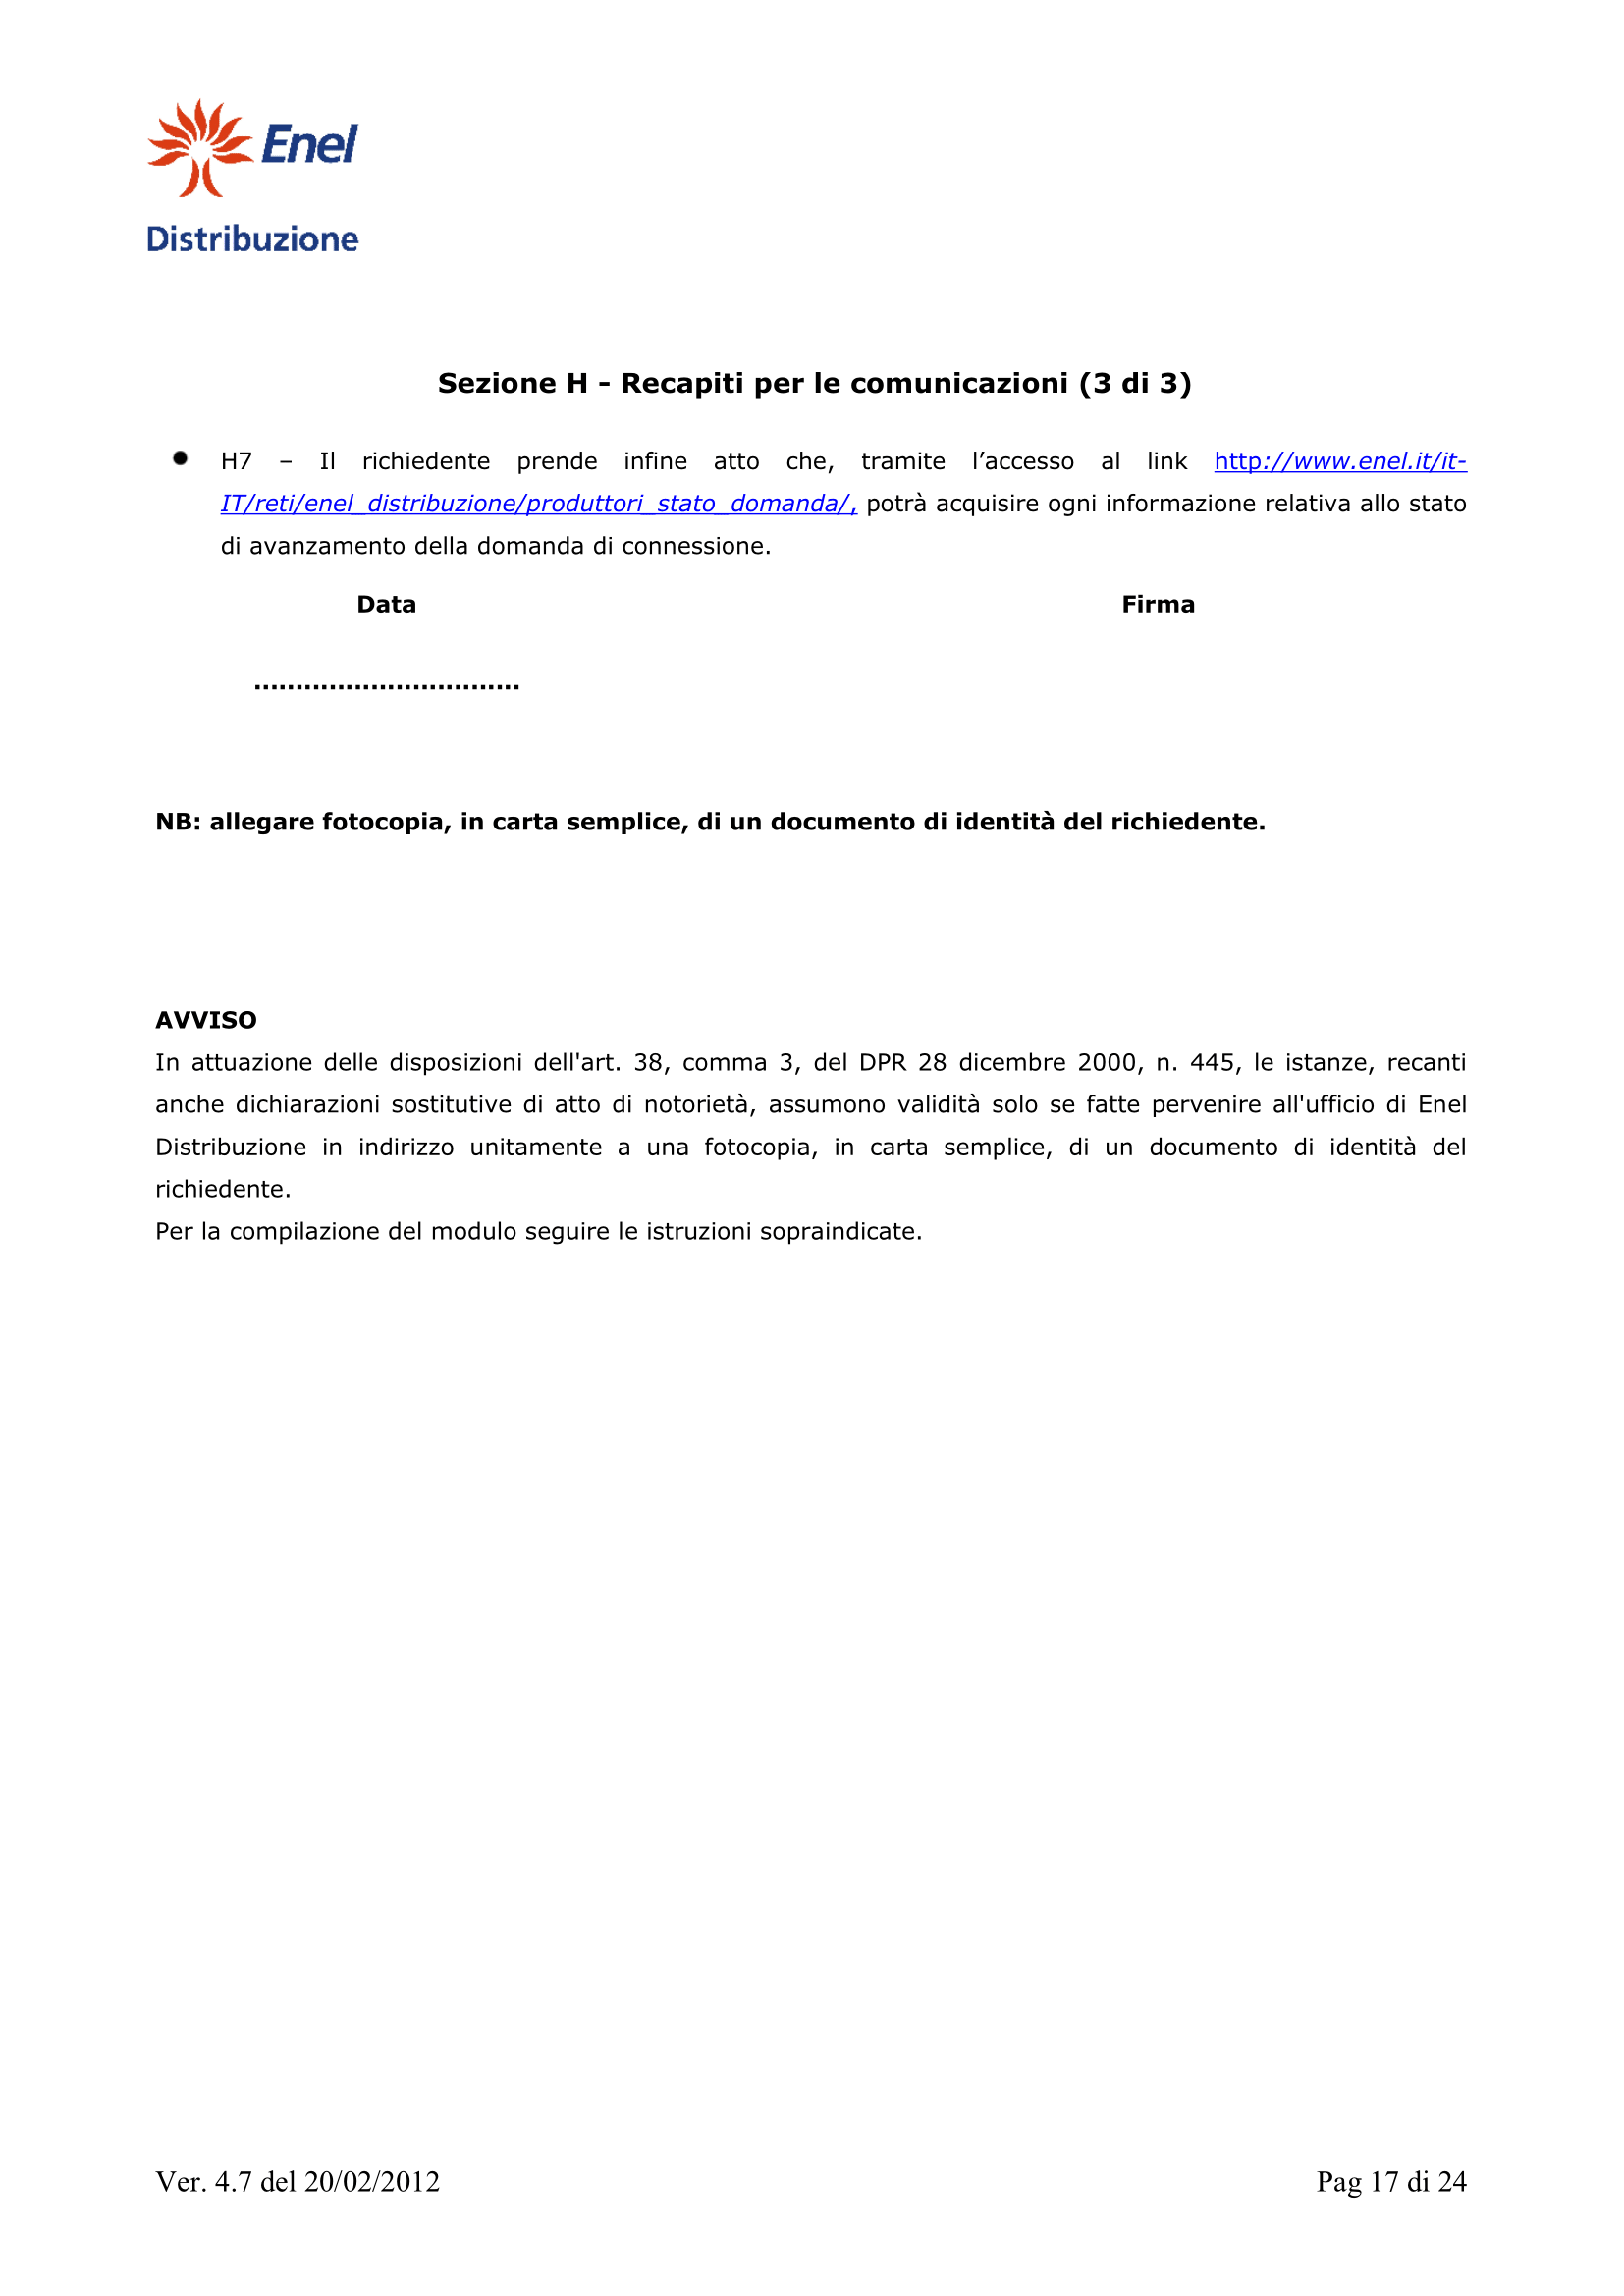 Enel
Distribuzione
Sezione H - Recapiti per le comunicazioni (3 di 3)
● H7 – Il richiedente prende infine atto che, tramite l’accesso al link http://www.enel.it/it-
IT/reti/enel_distribuzione/produttori_stato_domanda/, potrà acquisire ogni informazione relativa allo stato
di avanzamento della domanda di connessione.
Data Firma
................................
NB: allegare fotocopia, in carta semplice, di un documento di identità del richiedente.
AVVISO
In attuazione delle disposizioni dell'art. 38, comma 3, del DPR 28 dicembre 2000, n. 445, le istanze, recanti
anche dichiarazioni sostitutive di atto di notorietà, assumono validità solo se fatte pervenire all'ufficio di Enel
Distribuzione in indirizzo unitamente a una fotocopia, in carta semplice, di un documento di identità del
richiedente.
Per la compilazione del modulo seguire le istruzioni sopraindicate.
Ver. 4.7 del 20/02/2012 Pag 17 di 24